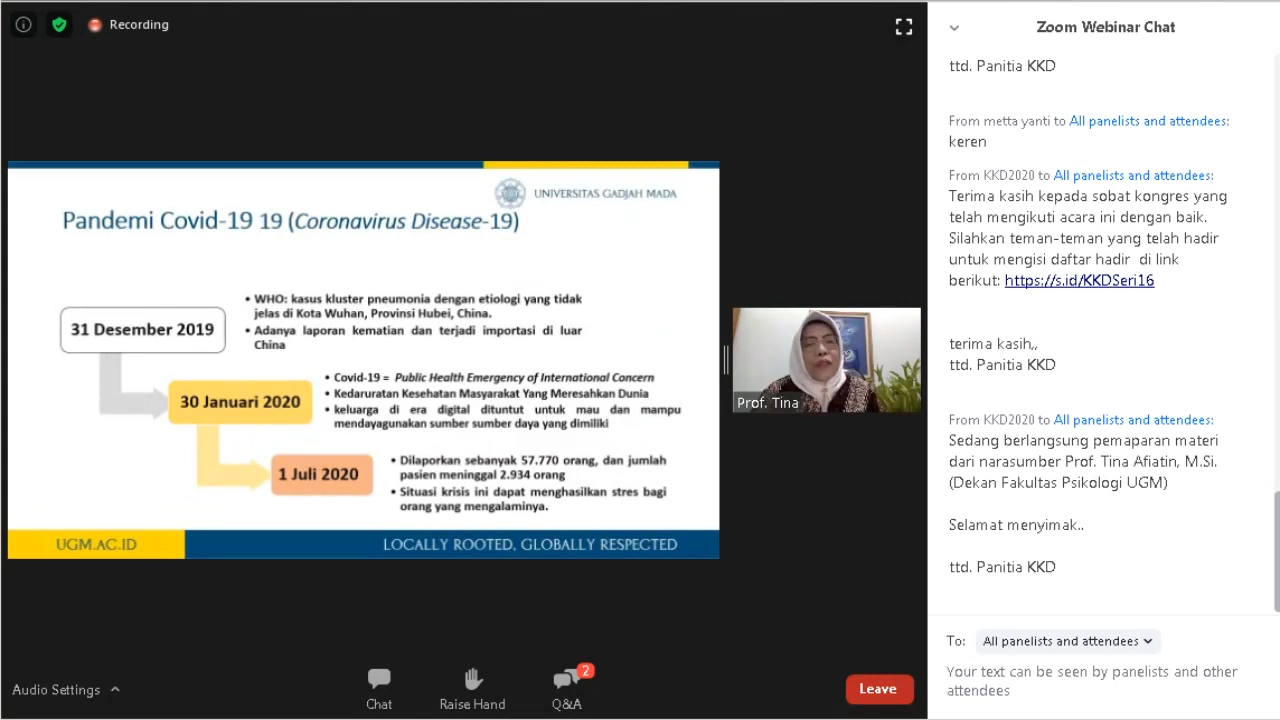 Recording
UNIVERSITAS GADJAH MADA
Pandemi Covid-19 19 (Coronavirus Disease-19)
31 Desember 2019
• WHO: kasus kluster pneumonia dengan etiologi yang tidak
jelas di Kota Wuhan, Provinsi Hubei, China.
• Adanya laporan kematian dan terjadi importasi di luar
China
30 Januari 2020
• Covid-19 = Public Health Emergency of International Concern
• Kedaruratan Kesehatan Masyarakat Yang Meresahkan Dunia
• keluarga di era digital dituntut untuk mau dan mampu
mendayagunakan sumber sumber daya yang dimiliki
1 Juli 2020
• Dilaporkan sebanyak 57.770 orang, dan jumlah
pasien meninggal 2.934 orang
• Situasi krisis ini dapat menghasilkan stres bagi
orang yang mengalaminya.
UGM.AC.ID
LOCALLY ROOTED, GLOBALLY RESPECTED
Prof. Tina
Audio Settings
Chat
Raise Hand
2
Q&A
Leave
Zoom Webinar Chat
ttd. Panitia KKD
From metta yanti to All panelists and attendees:
keren
From KKD2020 to All panelists and attendees:
Terima kasih kepada sobat kongres yang
telah mengikuti acara ini dengan baik.
Silahkan teman-teman yang telah hadir
untuk mengisi daftar hadir di link
berikut: https://s.id/KKDSeri16
terima kasih,,
ttd. Panitia KKD
From KKD2020 to All panelists and attendees:
Sedang berlangsung pemaparan materi
dari narasumber Prof. Tina Afiatin, M.Si.
(Dekan Fakultas Psikologi UGM)
Selamat menyimak..
ttd. Panitia KKD
To: All panelists and attendees
Your text can be seen by panelists and other
attendees